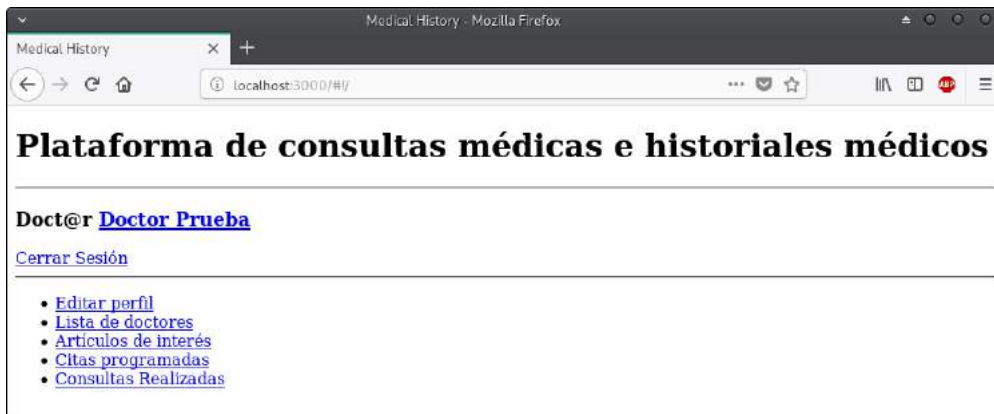 Medical History - Mozilla Firefox
Medical History
localhost:3000/#!/
ABP
Plataforma de consultas médicas e historiales médicos
Doct@r Doctor Prueba
Cerrar Sesión
Editar perfil
Lista de doctores
Artículos de interés
Citas programadas
Consultas Realizadas